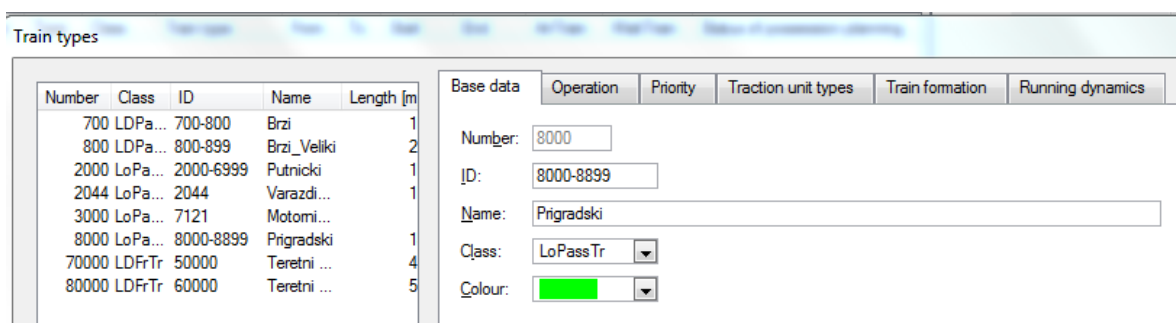 Train types
Number Class ID Name Length [m
700 LDPa... 700-800 Brzi 1
800 LDPa... 800-899 Brzi_Veliki 2
2000 LoPa... 2000-6999 Putnicki 1
2044 LoPa... 2044 Varazdi... 1
3000 LoPa... 7121 Motorni...
8000 LoPa... 8000-8899 Prigradski 1
70000 LDFrTr 50000 Teretni ... 4
80000 LDFrTr 60000 Teretni ... 5
Base data Operation Priority Traction unit types Train formation Running dynamics
Number: 8000
ID: 8000-8899
Name: Prigradski
Class: LoPassTr
Colour: